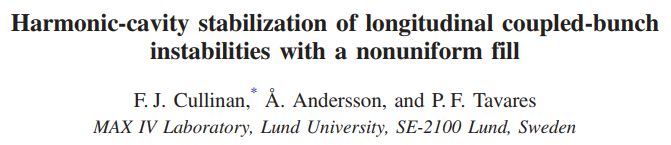 Harmonic-cavity stabilization of longitudinal coupled-bunch
instabilities with a nonuniform fill
F. J. Cullinan,* Å. Andersson, and P. F. Tavares
MAX IV Laboratory, Lund University, SE-2100 Lund, Sweden